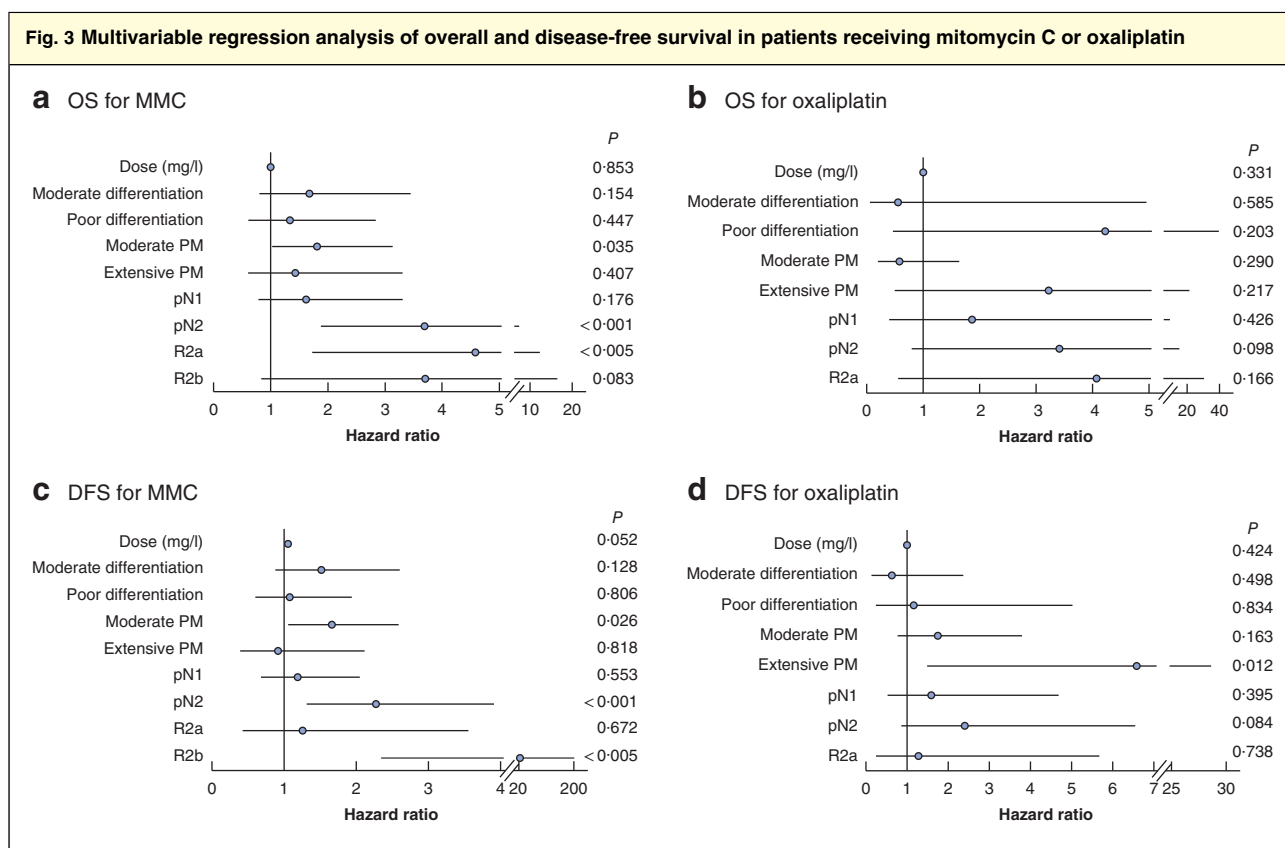 Fig. 3 Multivariable regression analysis of overall and disease-free survival in patients receiving mitomycin C or oxaliplatin
a OS for MMC
P
Dose (mg/l) 0·853
Moderate differentiation 0·154
Poor differentiation 0·447
Moderate PM 0·035
Extensive PM 0·407
pN1 0·176
pN2 <0·001
R2a <0·005
R2b 0·083
0 1 2 3 4 5 10 20
Hazard ratio
b OS for oxaliplatin
P
Dose (mg/l) 0·331
Moderate differentiation 0·585
Poor differentiation 0·203
Moderate PM 0·290
Extensive PM 0·217
pN1 0·426
pN2 0·098
R2a 0·166
0 1 2 3 4 5 20 40
Hazard ratio
c DFS for MMC
P
Dose (mg/l) 0·052
Moderate differentiation 0·128
Poor differentiation 0·806
Moderate PM 0·026
Extensive PM 0·818
pN1 0·553
pN2 <0·001
R2a 0·672
R2b <0·005
0 1 2 3 4 20 200
Hazard ratio
d DFS for oxaliplatin
P
Dose (mg/l) 0·424
Moderate differentiation 0·498
Poor differentiation 0·834
Moderate PM 0·163
Extensive PM 0·012
pN1 0·395
pN2 0·084
R2a 0·738
0 1 2 3 4 5 6 7 25 30
Hazard ratio